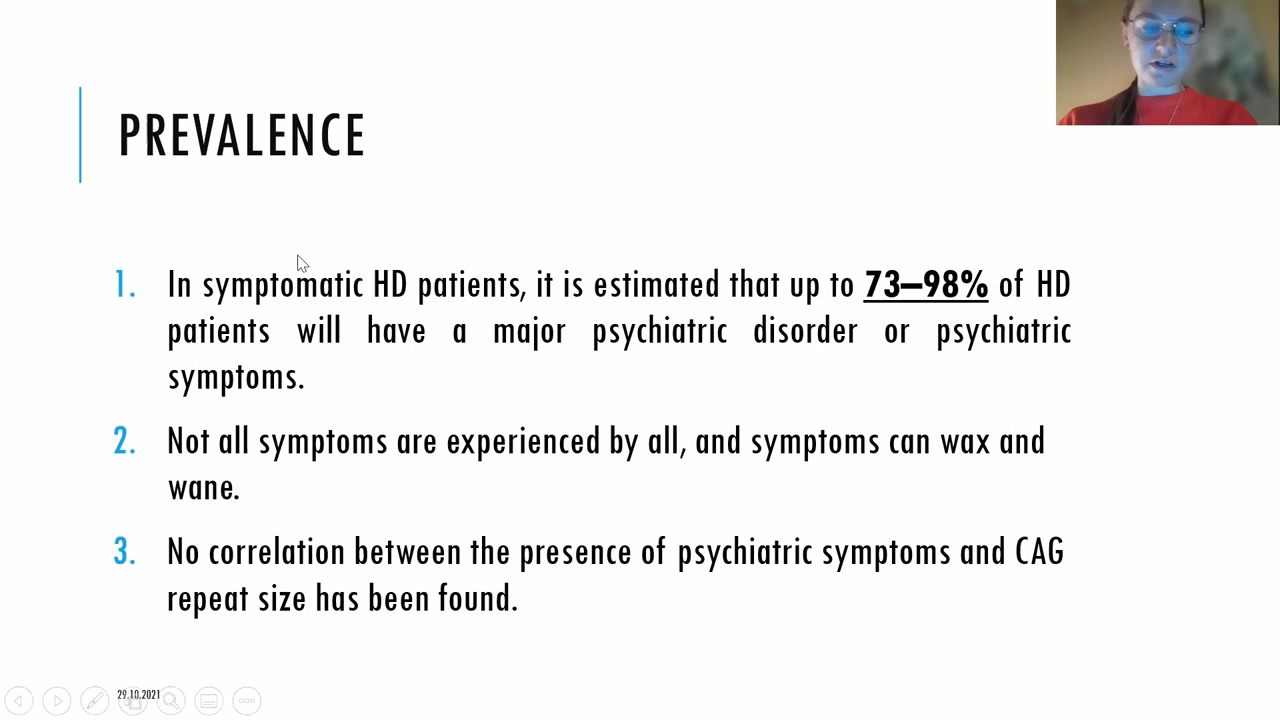 PREVALENCE
1. In symptomatic HD patients, it is estimated that up to 73–98% of HD
patients will have a major psychiatric disorder or psychiatric
symptoms.
2. Not all symptoms are experienced by all, and symptoms can wax and
wane.
3. No correlation between the presence of psychiatric symptoms and CAG
repeat size has been found.
29.10.2021